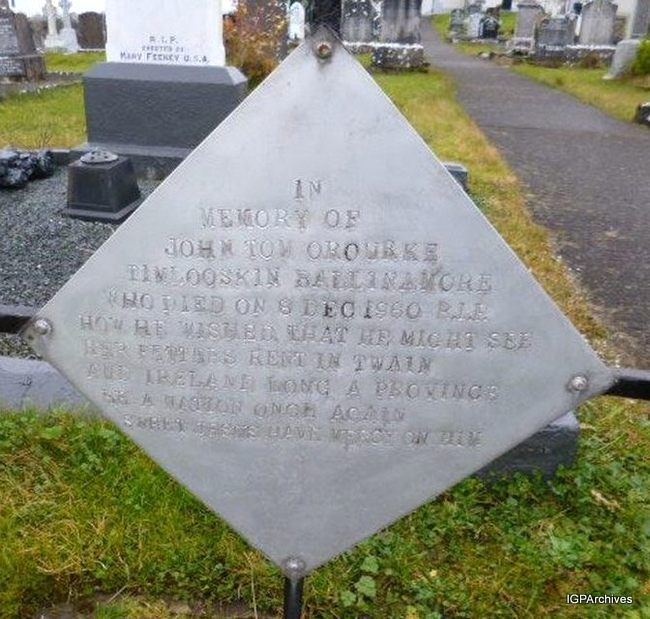 R.I.P.
ERECTED BY
MARY FEENEY U.S.A.
IN
MEMORY OF
JOHN TOM OROURKE
TIMLOOSKIN BALLINAMORE
WHO DIED ON 8 DEC 1960 R.I.P.
HOW HE WISHED THAT HE MIGHT SEE
HER FETTERS RENT IN TWAIN
AND IRELAND LONG A PROVINCE
BE A NATION ONCE AGAIN
SWEET JESUS HAVE MERCY ON HIM
IGPArchives